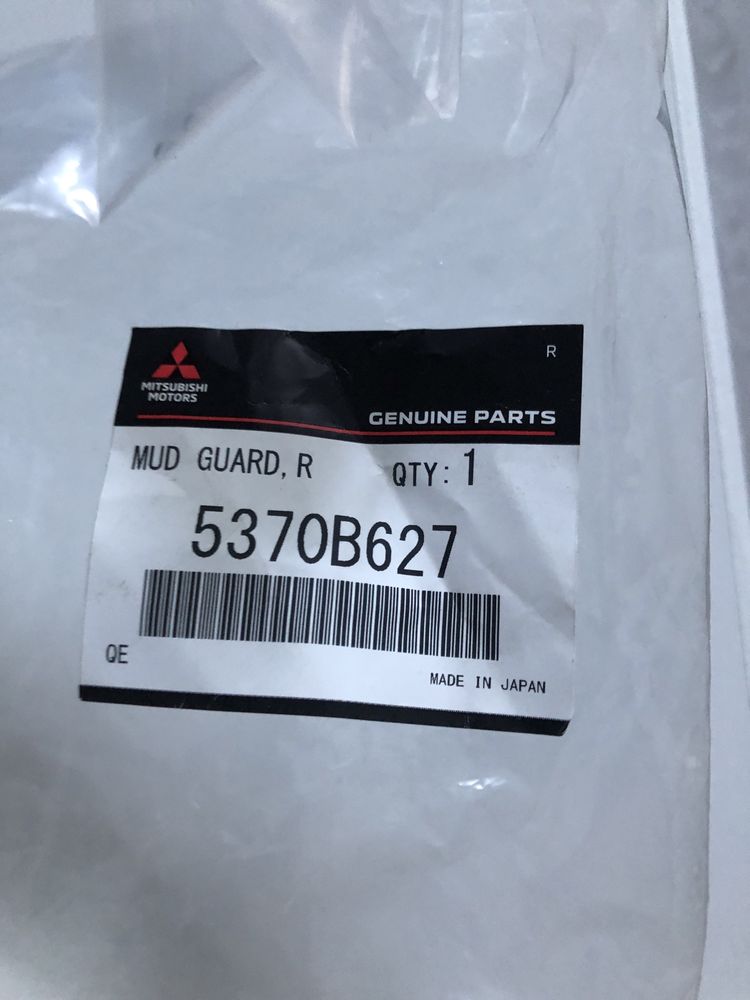 R
MITSUBISHI
MOTORS
GENUINE PARTS
MUD GUARD,R QTY:1
5370B627
QE
MADE IN JAPAN